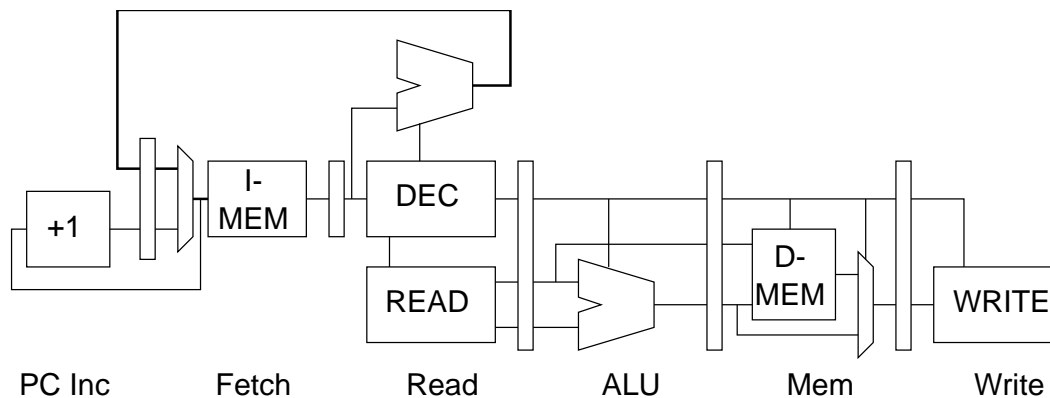 I-
MEM
DEC
+1
D-
MEM
READ
WRITE
PC Inc Fetch Read ALU Mem Write